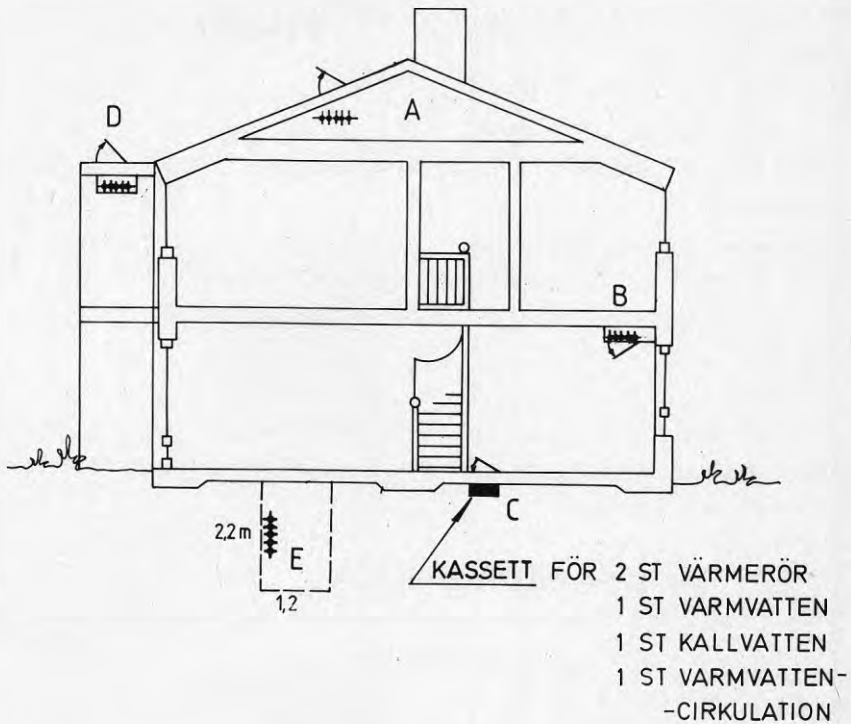 A
D
B
C
2,2 m
E
1,2
KASSETT FÖR 2 ST VÄRMERÖR
1 ST VARMVATTEN
1 ST KALLVATTEN
1 ST VARMVATTEN-
-CIRKULATION